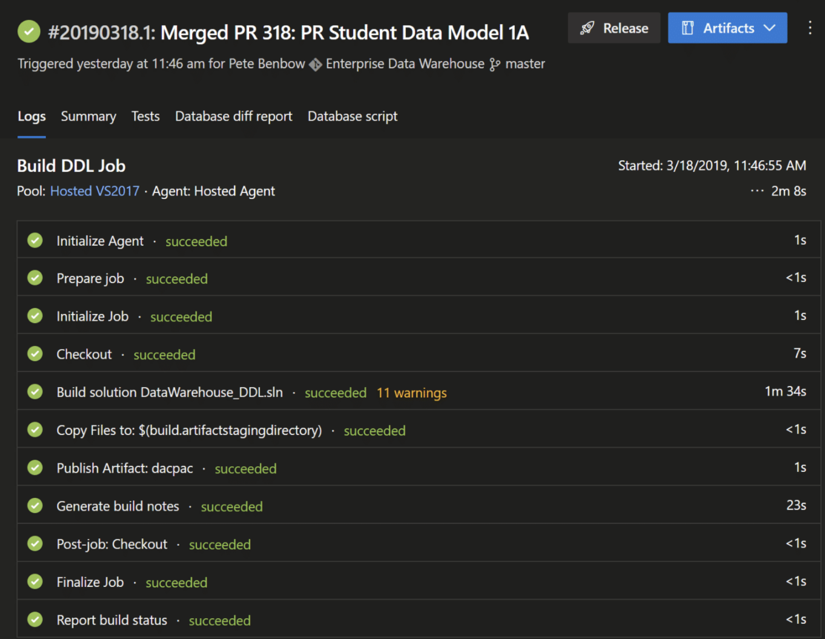 #20190318.1: Merged PR 318: PR Student Data Model 1A
Release
Artifacts
Triggered yesterday at 11:46 am for Pete Benbow Enterprise Data Warehouse master
Logs Summary Tests Database diff report Database script
Build DDL Job
Started: 3/18/2019, 11:46:55 AM
Pool: Hosted VS2017 · Agent: Hosted Agent
··· 2m 8s
Initialize Agent · succeeded 1s
Prepare job · succeeded <1s
Initialize Job · succeeded 1s
Checkout · succeeded 7s
Build solution DataWarehouse_DDL.sln · succeeded 11 warnings 1m 34s
Copy Files to: $(build.artifactstagingdirectory) · succeeded <1s
Publish Artifact: dacpac · succeeded 1s
Generate build notes · succeeded 23s
Post-job: Checkout · succeeded <1s
Finalize Job · succeeded <1s
Report build status · succeeded <1s